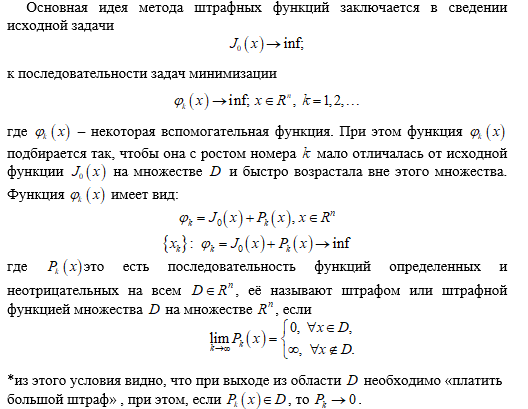 Основная идея метода штрафных функций заключается в сведении
исходной задачи
J₀(x)→inf;
к последовательности задач минимизации
φₖ(x)→inf; x∈Rⁿ, k=1,2,…
где φₖ(x) – некоторая вспомогательная функция. При этом функция φₖ(x)
подбирается так, чтобы она с ростом номера k мало отличалась от исходной
функции J₀(x) на множестве D и быстро возрастала вне этого множества.
Функция φₖ(x) имеет вид:
φₖ = J₀(x)+Pₖ(x), x∈Rⁿ
{xₖ}: φₖ = J₀(x)+Pₖ(x)→inf
где Pₖ(x)это есть последовательность функций определенных и
неотрицательных на всем D∈Rⁿ, её называют штрафом или штрафной
функцией множества D на множестве Rⁿ, если
lim k→∞ Pₖ(x) = { 0, ∀x∈D,
∞, ∀x∉D.
*из этого условия видно, что при выходе из области D необходимо «платить
большой штраф» , при этом, если Pₖ(x)∈D, то Pₖ→0.